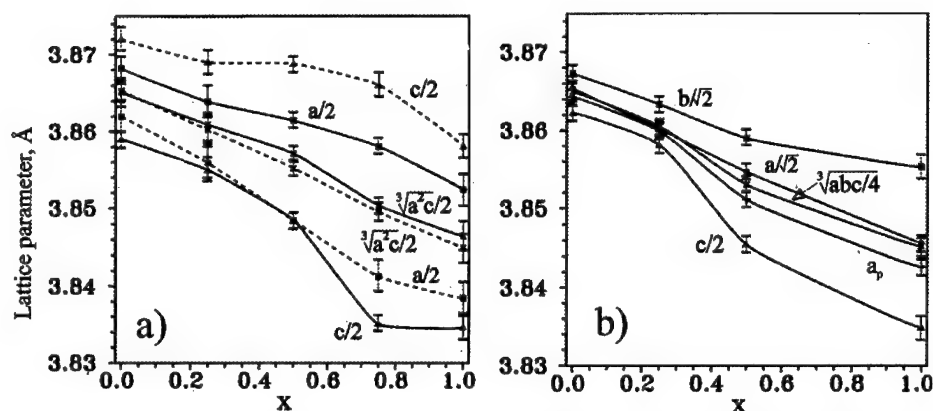 Lattice parameter, Å
3.87
3.86
3.85
3.84
3.83
0.0 0.2 0.4 0.6 0.8 1.0
x
a)
c/2
a/2
∛a²c/2
∛a²c/2
a/2
c/2
3.87
3.86
3.85
3.84
3.83
0.0 0.2 0.4 0.6 0.8 1.0
x
b)
b/√2
a/√2
∛abc/4
c/2
aₚ